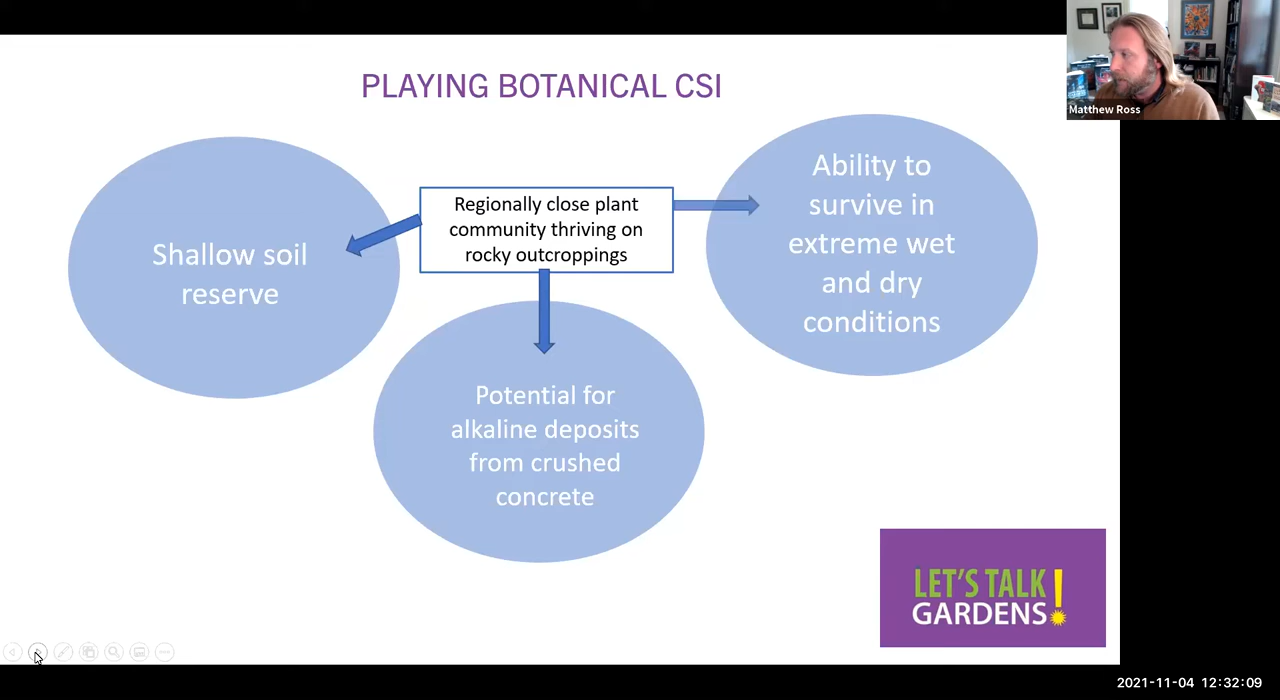 PLAYING BOTANICAL CSI
Matthew Ross
Shallow soil
reserve
Regionally close plant
community thriving on
rocky outcroppings
Ability to
survive in
extreme wet
and dry
conditions
Potential for
alkaline deposits
from crushed
concrete
LET'S TALK
GARDENS!
2021-11-04 12:32:09